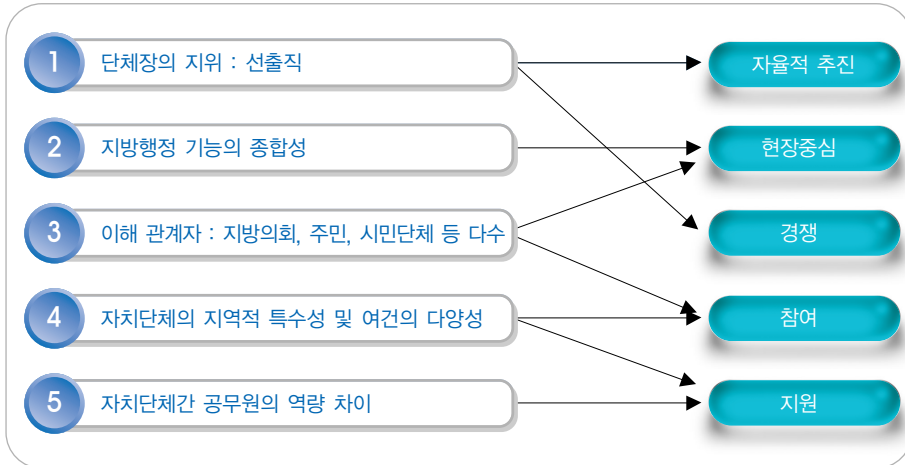 1 단체장의 지위 : 선출직
자율적 추진
2 지방행정 기능의 종합성
현장중심
3 이해 관계자 : 지방의회, 주민, 시민단체 등 다수
경쟁
4 자치단체의 지역적 특수성 및 여건의 다양성
참여
5 자치단체간 공무원의 역량 차이
지원